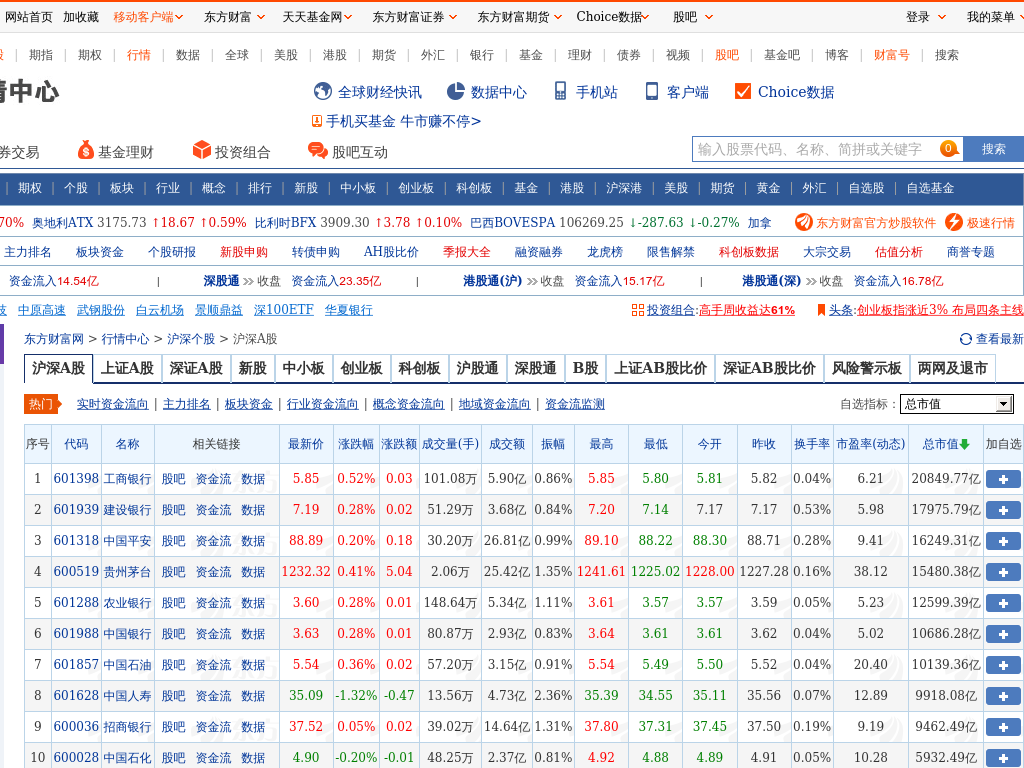 网站首页 加收藏 移动客户端 东方财富 天天基金网 东方财富证券 东方财富期货 Choice数据 股吧 登录 我的菜单
期指 | 期权 | 行情 | 数据 | 全球 | 美股 | 港股 | 期货 | 外汇 | 银行 | 基金 | 理财 | 债券 | 视频 | 股吧 | 基金吧 | 博客 | 财富号 | 搜索
情中心
全球财经快讯 数据中心 手机站 客户端 Choice数据
手机买基金 牛市赚不停>
券交易 基金理财 投资组合 股吧互动
输入股票代码、名称、简拼或关键字 0 搜索
| 期权 | 个股 | 板块 | 行业 | 概念 | 排行 | 新股 | 中小板 | 创业板 | 科创板 | 基金 | 港股 | 沪深港 | 美股 | 期货 | 黄金 | 外汇 | 自选股 | 自选基金
70% 奥地利ATX 3175.73 ↑18.67 ↑0.59% 比利时BFX 3909.30 ↑3.78 ↑0.10% 巴西BOVESPA 106269.25 ↓-287.63 ↓-0.27% 加拿 东方财富官方炒股软件 极速行情
主力排名 板块资金 个股研报 新股申购 转债申购 AH股比价 季报大全 融资融券 龙虎榜 限售解禁 科创板数据 大宗交易 估值分析 商誉专题
资金流入14.54亿 | 深股通 收盘 资金流入23.35亿 | 港股通(沪) 收盘 资金流入15.17亿 | 港股通(深) 收盘 资金流入16.78亿
技 中原高速 武钢股份 白云机场 景顺鼎益 深100ETF 华夏银行 投资组合:高手周收益达61% 头条:创业板指涨近3% 布局四条主线
东方财富网 > 行情中心 > 沪深个股 > 沪深A股 查看最新
沪深A股 上证A股 深证A股 新股 中小板 创业板 科创板 沪股通 深股通 B股 上证AB股比价 深证AB股比价 风险警示板 两网及退市
热门 实时资金流向 | 主力排名 | 板块资金 | 行业资金流向 | 概念资金流向 | 地域资金流向 | 资金流监测 自选指标： 总市值
序号 代码 名称 相关链接 最新价 涨跌幅 涨跌额 成交量(手) 成交额 振幅 最高 最低 今开 昨收 换手率 市盈率(动态) 总市值 加自选
1 601398 工商银行 股吧 资金流 数据 5.85 0.52% 0.03 101.08万 5.90亿 0.86% 5.85 5.80 5.81 5.82 0.04% 6.21 20849.77亿
2 601939 建设银行 股吧 资金流 数据 7.19 0.28% 0.02 51.29万 3.68亿 0.84% 7.20 7.14 7.17 7.17 0.53% 5.98 17975.79亿
3 601318 中国平安 股吧 资金流 数据 88.89 0.20% 0.18 30.20万 26.81亿 0.99% 89.10 88.22 88.30 88.71 0.28% 9.41 16249.31亿
4 600519 贵州茅台 股吧 资金流 数据 1232.32 0.41% 5.04 2.06万 25.42亿 1.35% 1241.61 1225.02 1228.00 1227.28 0.16% 38.12 15480.38亿
5 601288 农业银行 股吧 资金流 数据 3.60 0.28% 0.01 148.64万 5.34亿 1.11% 3.61 3.57 3.57 3.59 0.05% 5.23 12599.39亿
6 601988 中国银行 股吧 资金流 数据 3.63 0.28% 0.01 80.87万 2.93亿 0.83% 3.64 3.61 3.61 3.62 0.04% 5.02 10686.28亿
7 601857 中国石油 股吧 资金流 数据 5.54 0.36% 0.02 57.20万 3.15亿 0.91% 5.54 5.49 5.50 5.52 0.04% 20.40 10139.36亿
8 601628 中国人寿 股吧 资金流 数据 35.09 -1.32% -0.47 13.56万 4.73亿 2.36% 35.39 34.55 35.11 35.56 0.07% 12.89 9918.08亿
9 600036 招商银行 股吧 资金流 数据 37.52 0.05% 0.02 39.02万 14.64亿 1.31% 37.80 37.31 37.45 37.50 0.19% 9.19 9462.49亿
10 600028 中国石化 股吧 资金流 数据 4.90 -0.20% -0.01 48.25万 2.37亿 0.81% 4.92 4.88 4.89 4.91 0.05% 10.28 5932.49亿